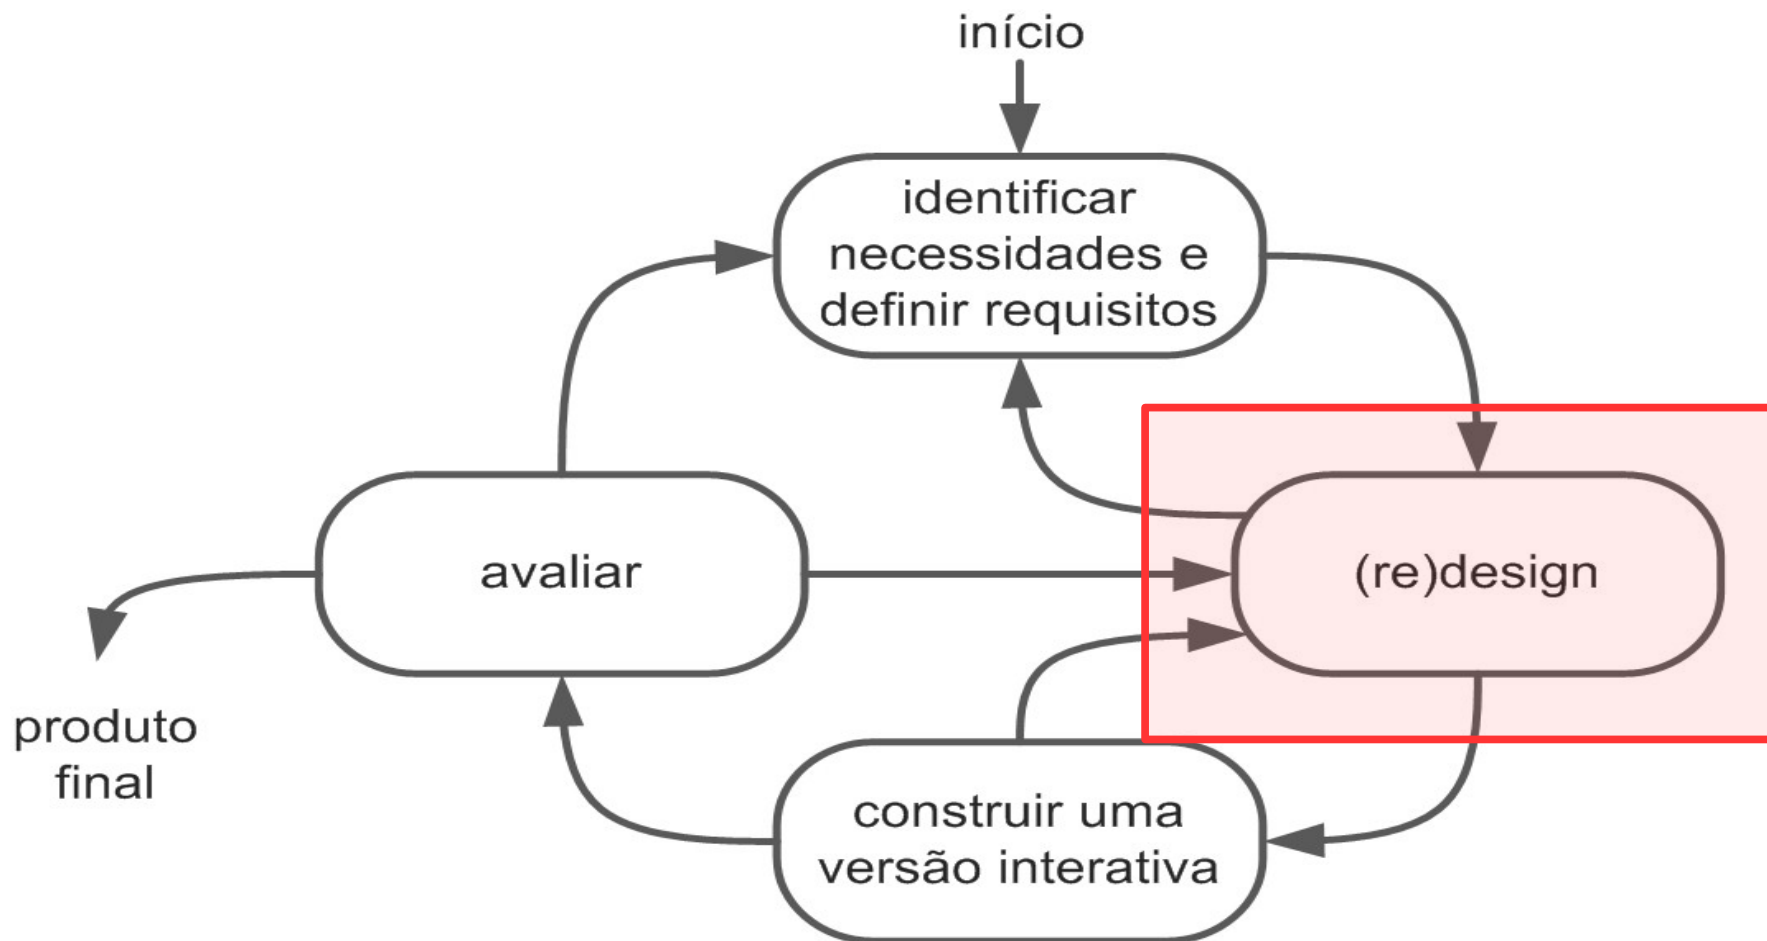 início
identificar
necessidades e
definir requisitos
avaliar
(re)design
produto
final
construir uma
versão interativa